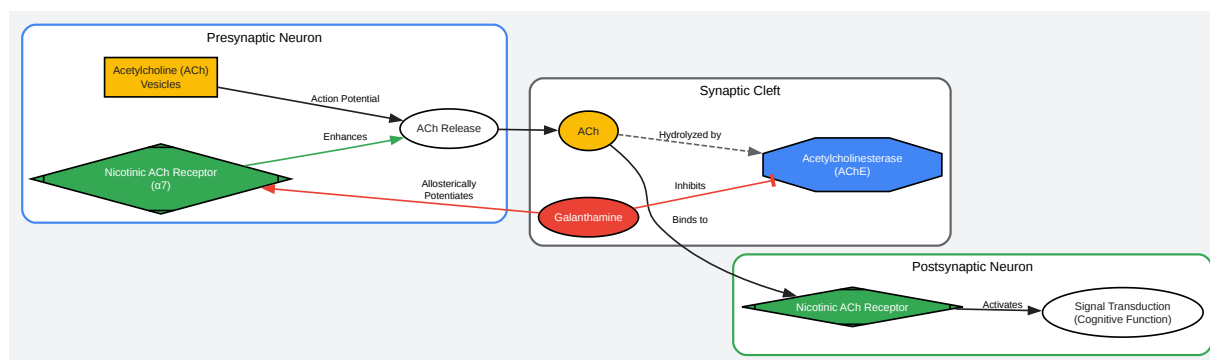 Presynaptic Neuron
Acetylcholine (ACh)
Vesicles
Action Potential
ACh Release
Enhances
Nicotinic ACh Receptor
(α7)
Allosterically
Potentiates
Synaptic Cleft
ACh
Hydrolyzed by
Acetylcholinesterase
(AChE)
Inhibits
Galanthamine
Binds to
Postsynaptic Neuron
Nicotinic ACh Receptor
Activates
Signal Transduction
(Cognitive Function)